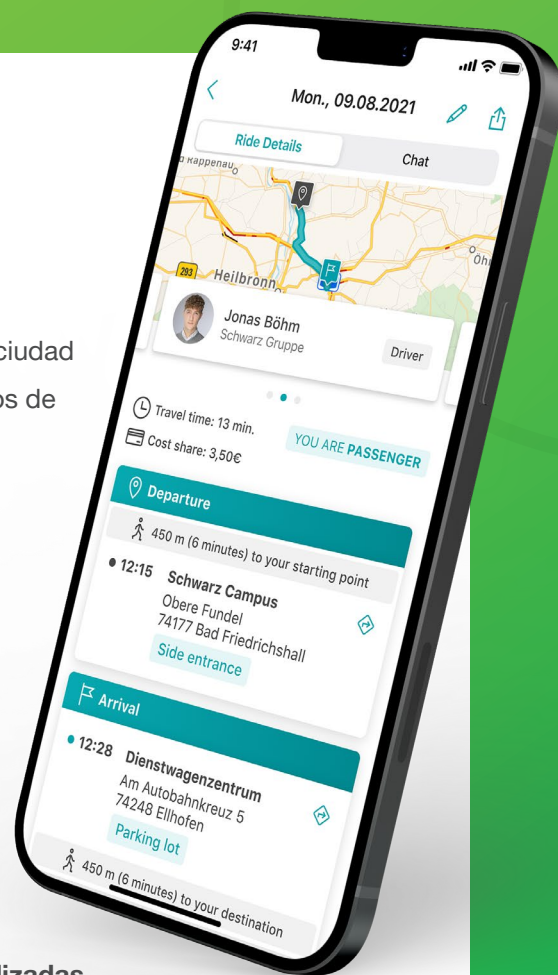 9:41
Mon., 09.08.2021
Ride Details
Chat
Heilbronn
293
Jonas Böhm
Schwarz Gruppe
Driver
ciudad
os de
Travel time: 13 min.
Cost share: 3,50€
YOU ARE PASSENGER
Departure
450 m (6 minutes) to your starting point
12:15 Schwarz Campus
Obere Fundel
74177 Bad Friedrichshall
Side entrance
Arrival
12:28 Dienstwagenzentrum
Am Autobahnkreuz 5
74248 Ellhofen
Parking lot
450 m (6 minutes) to your destination
lizadas